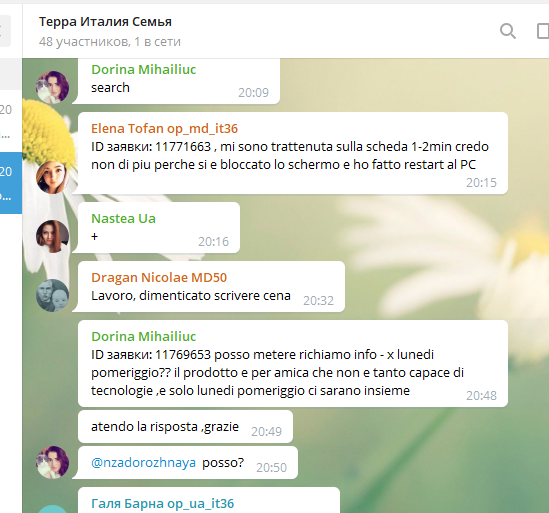 Терра Италия Семья
48 участников, 1 в сети
Dorina Mihailiuc
search
20:09
20
Elena Tofan op_md_it36
ID заявки: 11771663 , mi sono trattenuta sulla scheda 1-2min credo
non di piu perche si e bloccato lo schermo e ho fatto restart al PC
20:15
20
Nastea Ua
+
20:16
Dragan Nicolae MD50
Lavoro, dimenticato scrivere cena
20:32
Dorina Mihailiuc
ID заявки: 11769653 posso metere richiamo info - x lunedi
pomeriggio?? il prodotto e per amica che non e tanto capace di
tecnologie ,e solo lunedi pomeriggio ci sarano insieme
20:48
atendo la risposta ,grazie
20:49
@nzadorozhnaya posso?
20:50
Галя Барна op_ua_it36